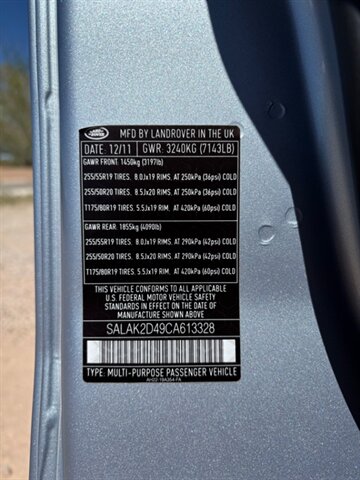 LAND ROVER
MFD BY LANDROVER IN THE UK
DATE: 12/11 GWR: 3240KG (7143LB)
GAWR FRONT: 1450kg (3197lb)
255/55R19 TIRES. 8.0Jx19 RIMS. AT 250kPA (36psi) COLD
255/50R20 TIRES. 8.5Jx20 RIMS. AT 250kPA (36psi) COLD
T175/80R19 TIRES. 5.5Jx19 RIM. AT 420kPA (60psi) COLD
GAWR REAR: 1855kg (4090lb)
255/55R19 TIRES. 8.0Jx19 RIMS. AT 290kPA (42psi) COLD
255/50R20 TIRES. 8.5Jx20 RIMS. AT 290kPA (42psi) COLD
T175/80R19 TIRES. 5.5Jx19 RIM. AT 420kPA (60psi) COLD
THIS VEHICLE CONFORMS TO ALL APPLICABLE
U.S. FEDERAL MOTOR VEHICLE SAFETY STANDARDS
IN EFFECT ON THE DATE OF
MANUFACTURE SHOWN ABOVE
SALAK2D49CA613328
TYPE: MULTI-PURPOSE PASSENGER VEHICLE
AH22-19A364-FA